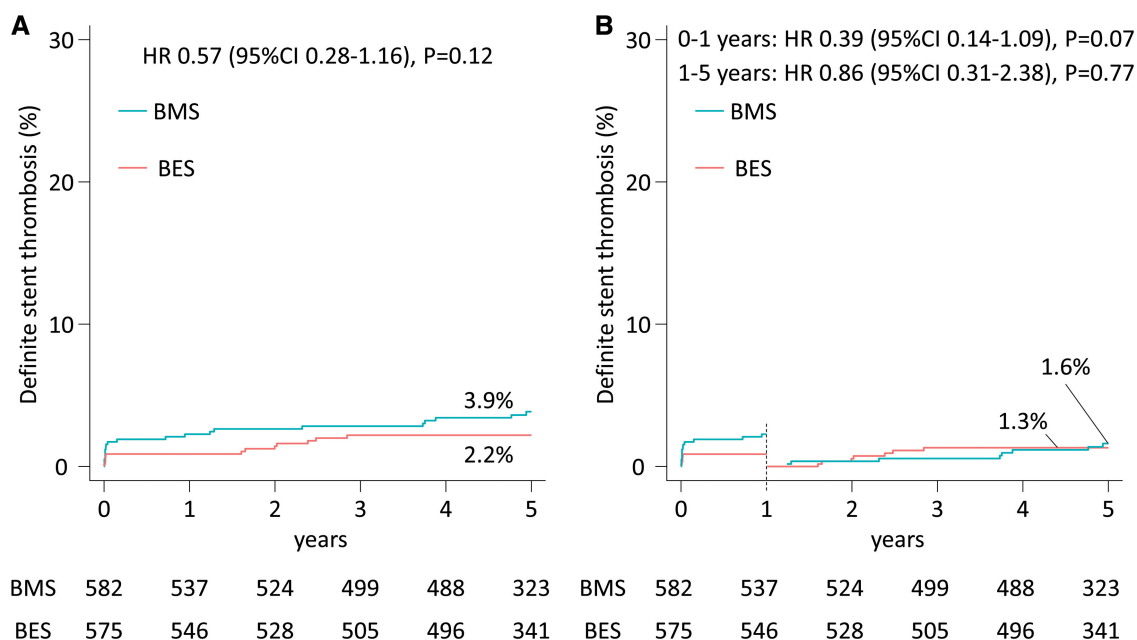 A
HR 0.57 (95%CI 0.28-1.16), P=0.12
BMS
BES
Definite stent thrombosis (%)
30
20
10
0
3.9%
2.2%
0 1 2 3 4 5
years
BMS 582 537 524 499 488 323
BES 575 546 528 505 496 341
B
0-1 years: HR 0.39 (95%CI 0.14-1.09), P=0.07
1-5 years: HR 0.86 (95%CI 0.31-2.38), P=0.77
BMS
BES
Definite stent thrombosis (%)
30
20
10
0
1.6%
1.3%
0 1 2 3 4 5
years
BMS 582 537 524 499 488 323
BES 575 546 528 505 496 341